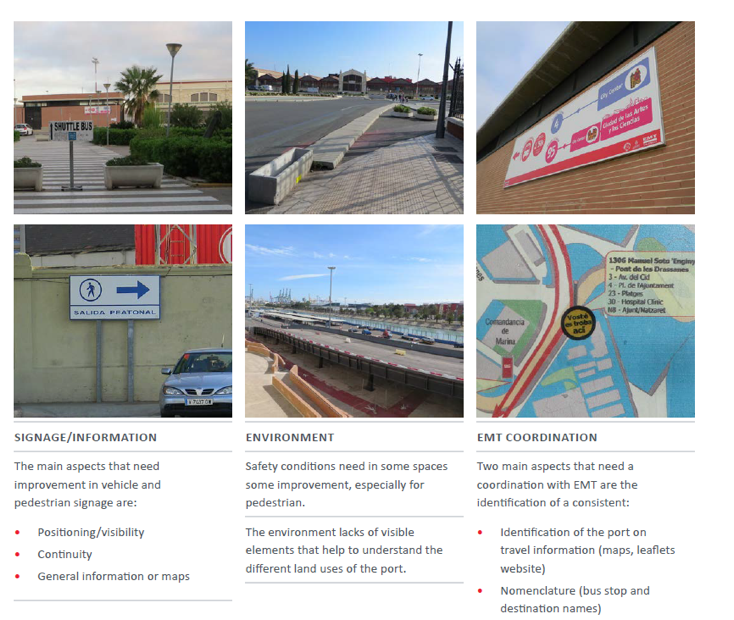 SHUTTLE BUS
City Center
4
Ciudad de las Artes
y las Ciencias
95
EMT
SALIDA PEATONAL
1306 Manuel Soto 'Enginy
- Pont de les Drassanes
3 - Av. del Cid
4 - Pl. de l'Ajuntament
23 - Platges
30 - Hospital Clínic
N8 - Ajunt/Natzaret
Vosté
es troba
ací
Comandancia
de
Marina
SIGNAGE/INFORMATION
The main aspects that need
improvement in vehicle and
pedestrian signage are:
• Positioning/visibility
• Continuity
• General information or maps
ENVIRONMENT
Safety conditions need in some spaces
some improvement, especially for
pedestrian.
The environment lacks of visible
elements that help to understand the
different land uses of the port.
EMT COORDINATION
Two main aspects that need a
coordination with EMT are the
identification of a consistent:
• Identification of the port on
travel information (maps, leaflets
website)
• Nomenclature (bus stop and
destination names)